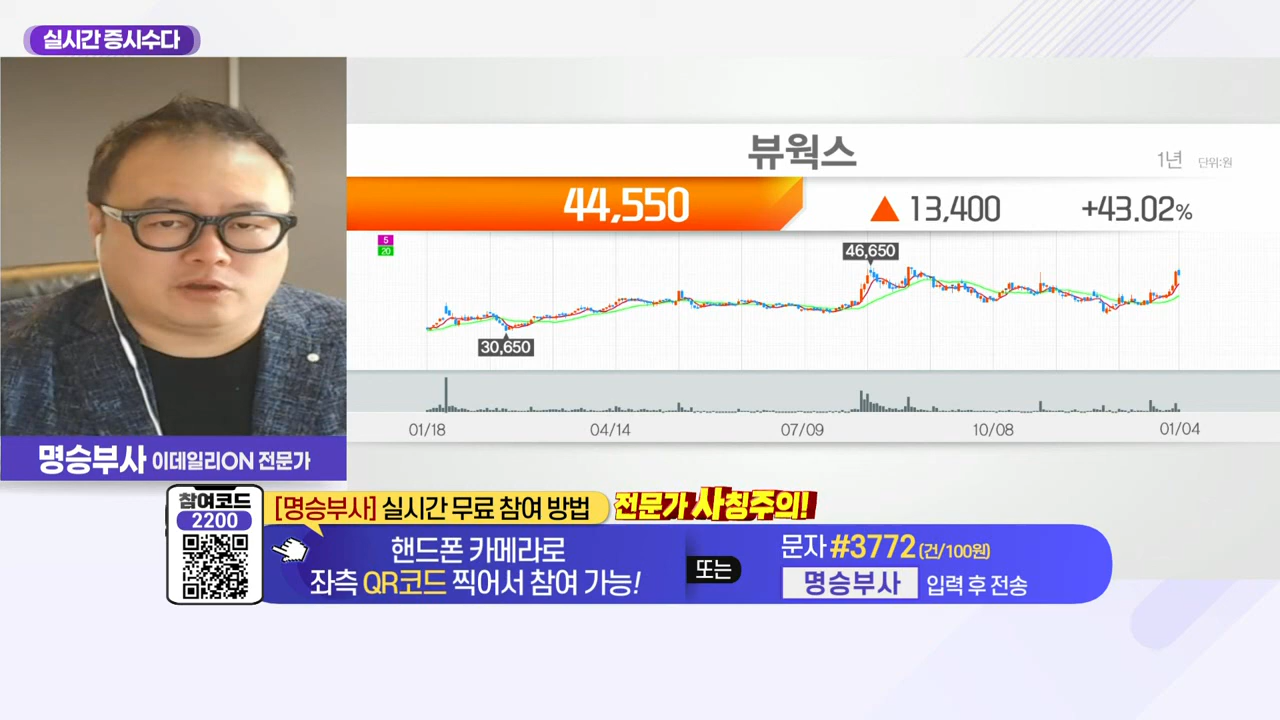 실시간 증시수다
뷰웍스
1년 단위:원
44,550 ▲ 13,400 +43.02%
5
20
46,650
30,650
01/18 04/14 07/09 10/08 01/04
명승부사 이데일리ON 전문가
참여코드
2200
[명승부사] 실시간 무료 참여 방법
전문가 사칭주의!
핸드폰 카메라로
좌측 QR코드 찍어서 참여 가능!
또는
문자 #3772 (건/100원)
명승부사 입력 후 전송